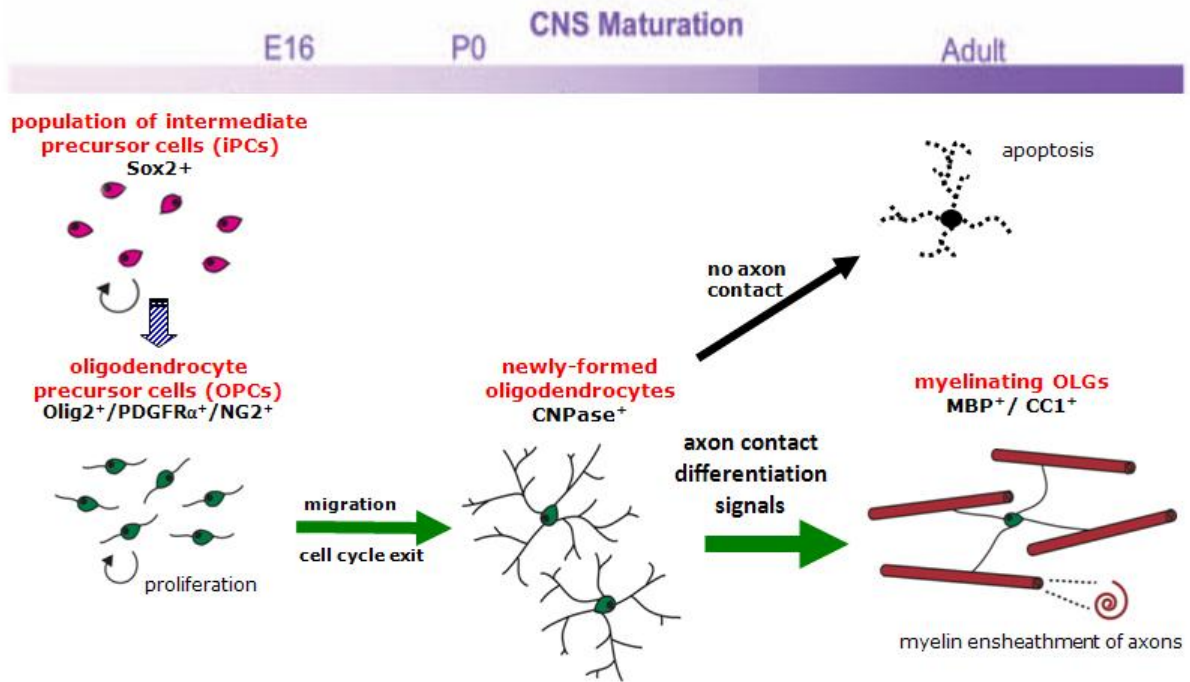 CNS Maturation
E16
P0
Adult
population of intermediate
precursor cells (iPCs)
Sox2+
apoptosis
no axon
contact
oligodendrocyte
precursor cells (OPCs)
Olig2⁺/PDGFRα⁺/NG2⁺
newly-formed
oligodendrocytes
CNPase⁺
myelinating OLGs
MBP⁺/ CC1⁺
axon contact
differentiation
signals
migration
cell cycle exit
proliferation
myelin ensheathment of axons